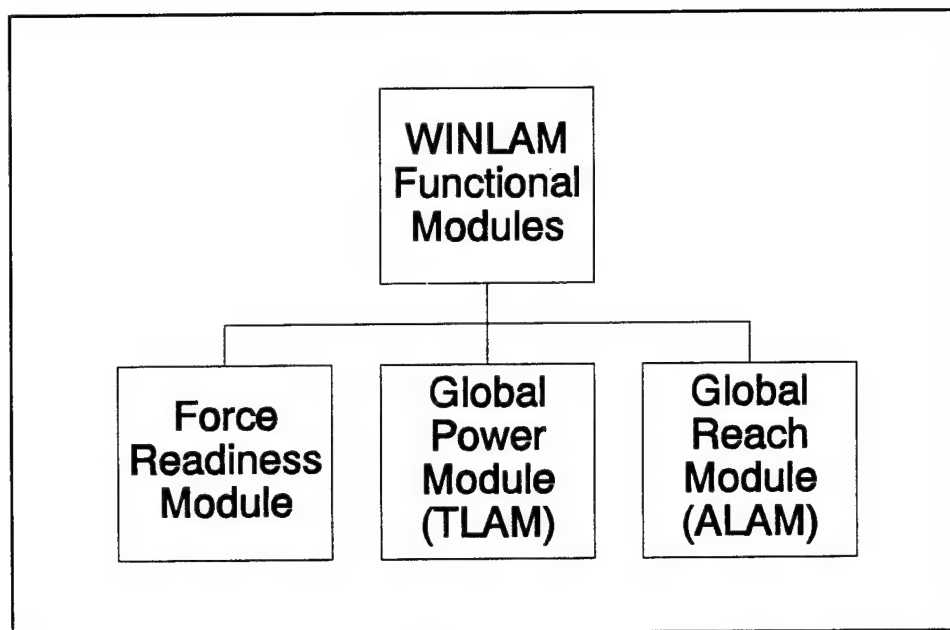 WINLAM
Functional
Modules
Force
Readiness
Module
Global
Power
Module
(TLAM)
Global
Reach
Module
(ALAM)